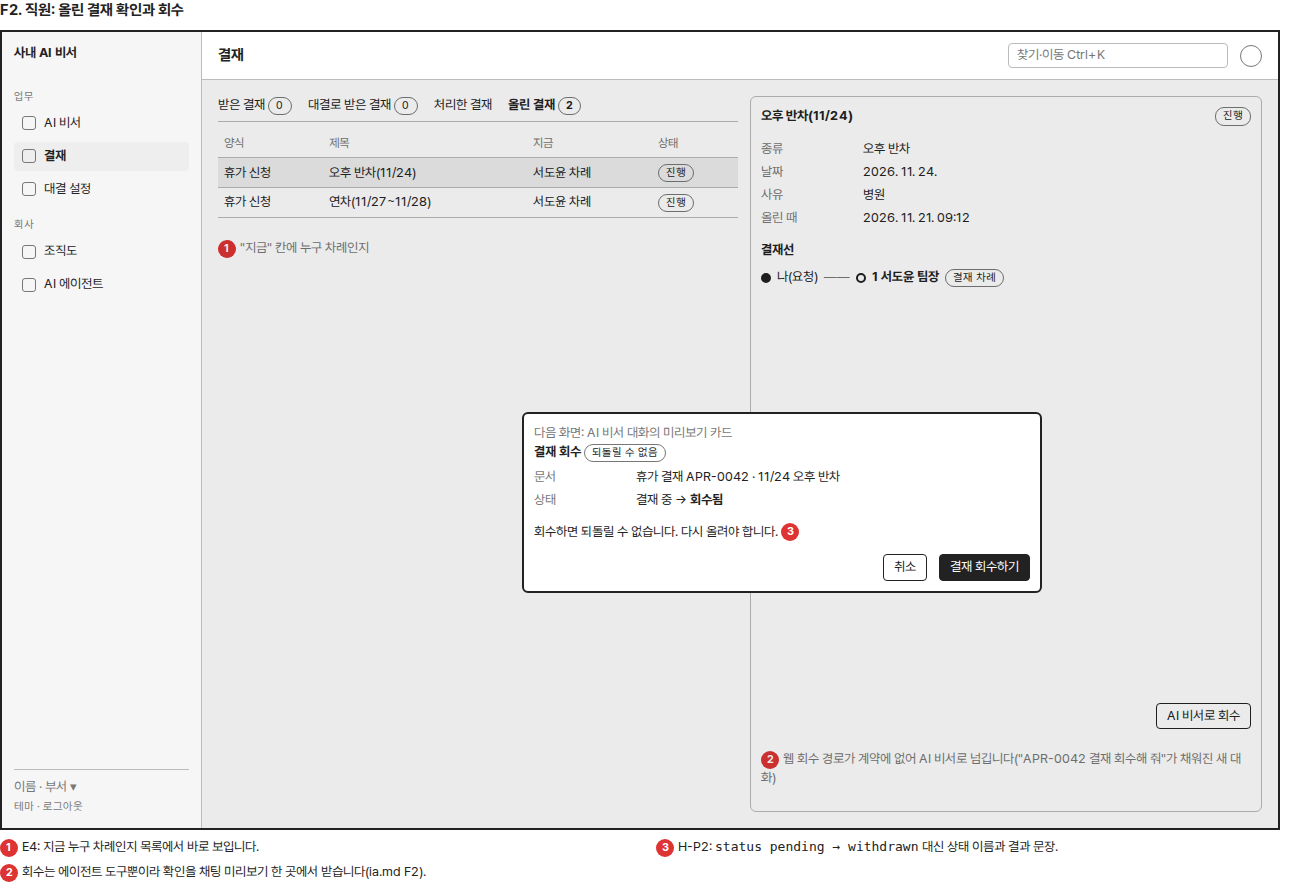 F2. 직원: 올린 결재 확인과 회수
사내 AI 비서
업무
AI 비서
결재
대결 설정
회사
조직도
AI 에이전트
이름 · 부서 ▾
테마 · 로그아웃
결재
찾기·이동 Ctrl+K
받은 결재 0 대결로 받은 결재 0 처리한 결재 올린 결재 2
양식 제목 지금 상태
휴가 신청 오후 반차(11/24) 서도윤 차례 진행
휴가 신청 연차(11/27~11/28) 서도윤 차례 진행
1 "지금" 칸에 누구 차례인지
오후 반차(11/24) 진행
종류 오후 반차
날짜 2026. 11. 24.
사유 병원
올린 때 2026. 11. 21. 09:12
결재선
나(요청) 1 서도윤 팀장 결재 차례
다음 화면: AI 비서 대화의 미리보기 카드
결재 회수 되돌릴 수 없음
문서 휴가 결재 APR-0042 · 11/24 오후 반차
상태 결재 중 → 회수됨
회수하면 되돌릴 수 없습니다. 다시 올려야 합니다. 3
취소 결재 회수하기
AI 비서로 회수
2 웹 회수 경로가 계약에 없어 AI 비서로 넘깁니다("APR-0042 결재 회수해 줘"가 채워진 새 대
화)
1 E4: 지금 누구 차례인지 목록에서 바로 보입니다.
3 H-P2: status pending → withdrawn 대신 상태 이름과 결과 문장.
2 회수는 에이전트 도구뿐이라 확인을 채팅 미리보기 한 곳에서 받습니다(ia.md F2).